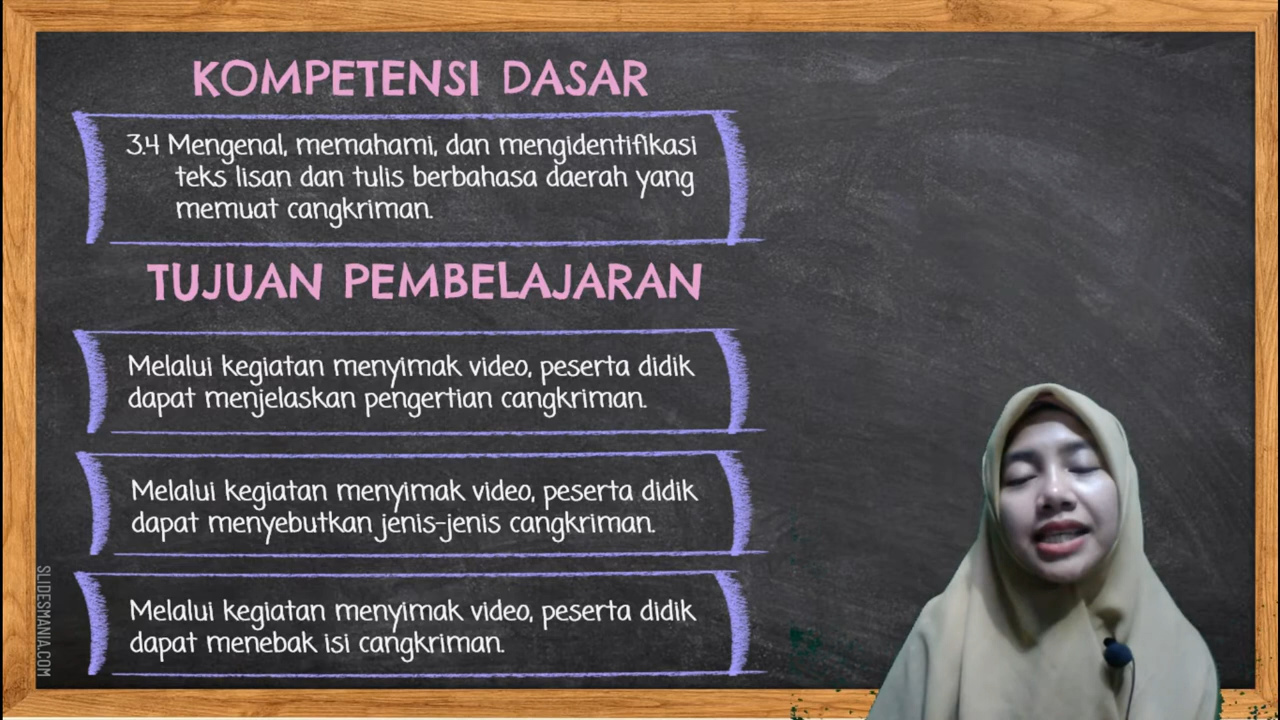 KOMPETENSI DASAR
3.4 Mengenal, memahami, dan mengidentifikasi
teks lisan dan tulis berbahasa daerah yang
memuat cangkriman.
TUJUAN PEMBELAJARAN
Melalui kegiatan menyimak video, peserta didik
dapat menjelaskan pengertian cangkriman.
Melalui kegiatan menyimak video, peserta didik
dapat menyebutkan jenis-jenis cangkriman.
Melalui kegiatan menyimak video, peserta didik
dapat menebak isi cangkriman.
SLIDESMANIA.COM